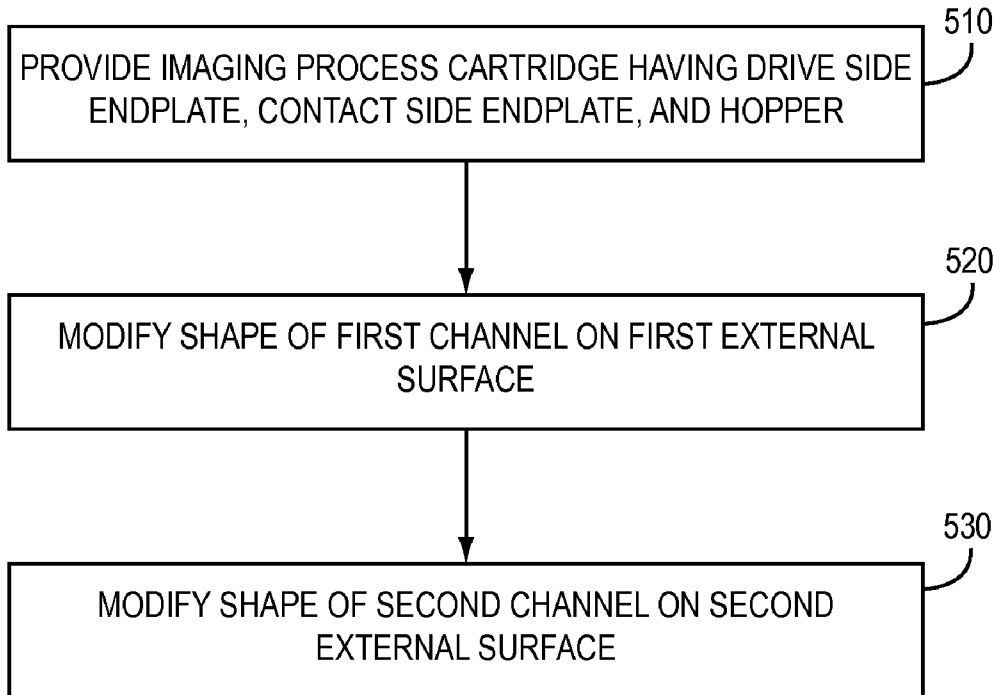 510
PROVIDE IMAGING PROCESS CARTRIDGE HAVING DRIVE SIDE
ENDPLATE, CONTACT SIDE ENDPLATE, AND HOPPER
520
MODIFY SHAPE OF FIRST CHANNEL ON FIRST EXTERNAL
SURFACE
530
MODIFY SHAPE OF SECOND CHANNEL ON SECOND
EXTERNAL SURFACE